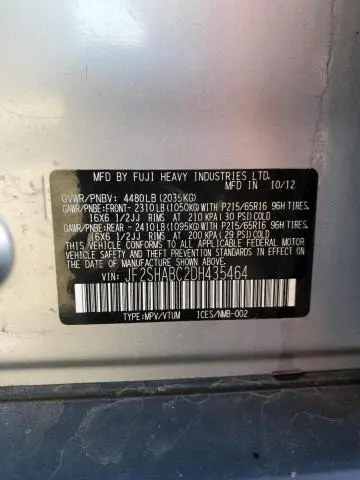 MFD BY FUJI HEAVY INDUSTRIES LTD.
MFD IN 10/12
GVWR/PNBV: 4480LB(2035KG)
GAWR/PNBE:FRONT- 2310LB(1050KG)WITH P215/65R16 96H TIRES,
16X6 1/2JJ RIMS AT 210 KPA(30 PSI)COLD
GAWR/PNBE:REAR - 2410LB(1095KG)WITH P215/65R16 96H TIRES,
16X6 1/2JJ RIMS AT 200 KPA(29 PSI)COLD
THIS VEHICLE CONFORMS TO ALL APPLICABLE
FEDERAL MOTOR VEHICLE SAFETY AND THEFT
PREVENTION STANDARDS IN EFFECT ON THE DATE OF
MANUFACTURE SHOWN ABOVE.
VIN: JF2SHABC2DH435464
TYPE:MPV/VTUM ICES/NMB-002